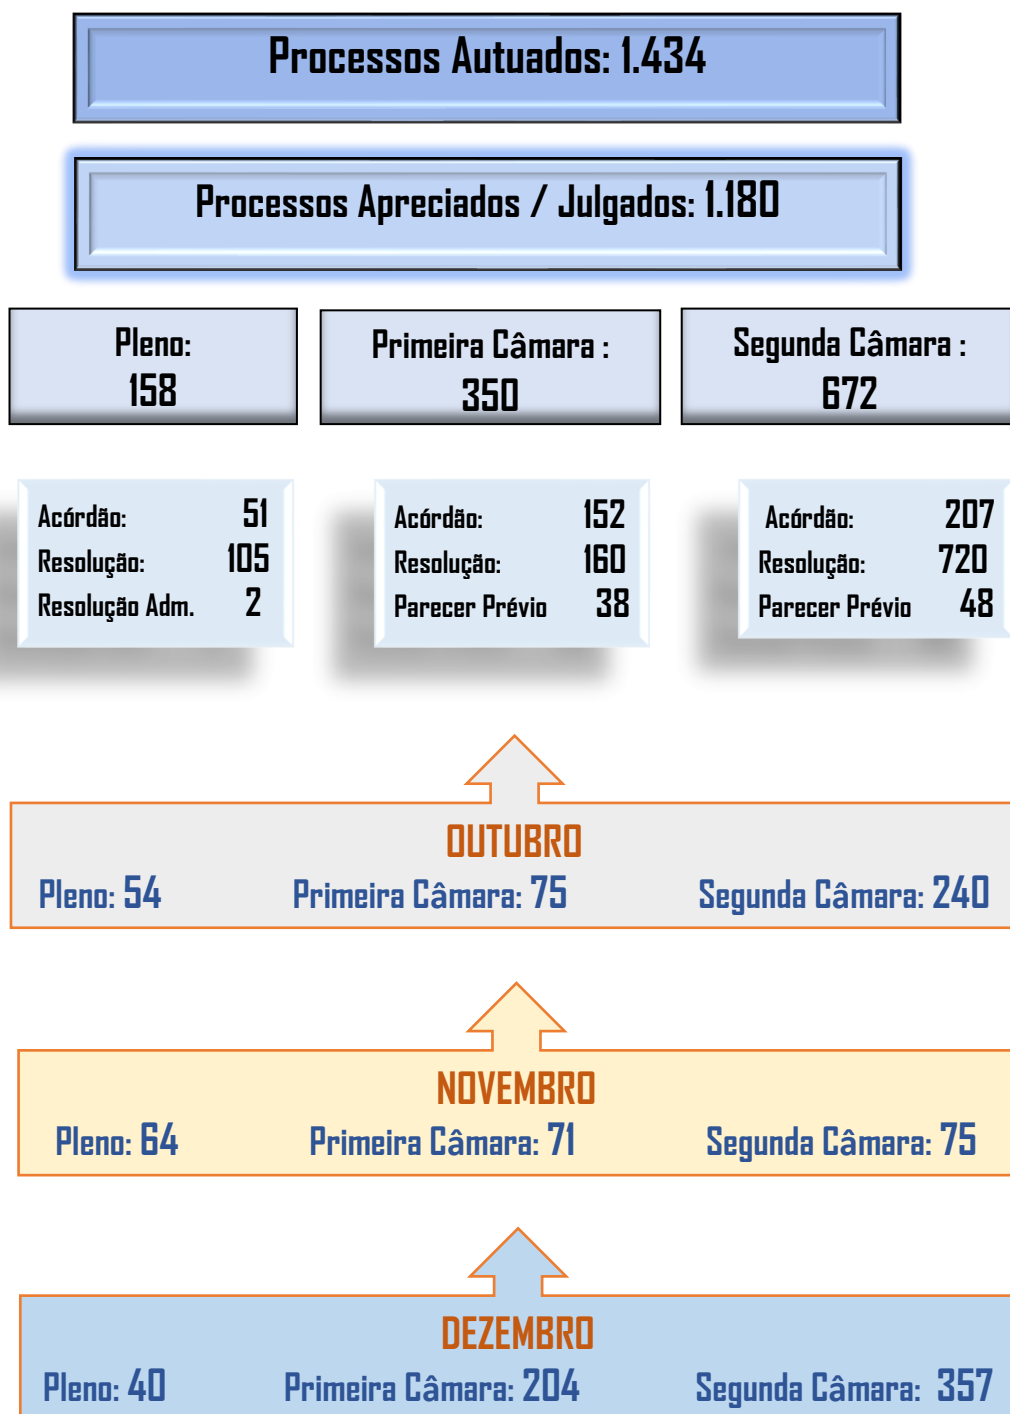 Processos Autuados: 1.434
Processos Apreciados / Julgados: 1.180
Pleno:
158
Primeira Câmara :
350
Segunda Câmara :
672
Acórdão: 51
Resolução: 105
Resolução Adm. 2
Acórdão: 152
Resolução: 160
Parecer Prévio 38
Acórdão: 207
Resolução: 720
Parecer Prévio 48
OUTUBRO
Pleno: 54 Primeira Câmara: 75 Segunda Câmara: 240
NOVEMBRO
Pleno: 64 Primeira Câmara: 71 Segunda Câmara: 75
DEZEMBRO
Pleno: 40 Primeira Câmara: 204 Segunda Câmara: 357